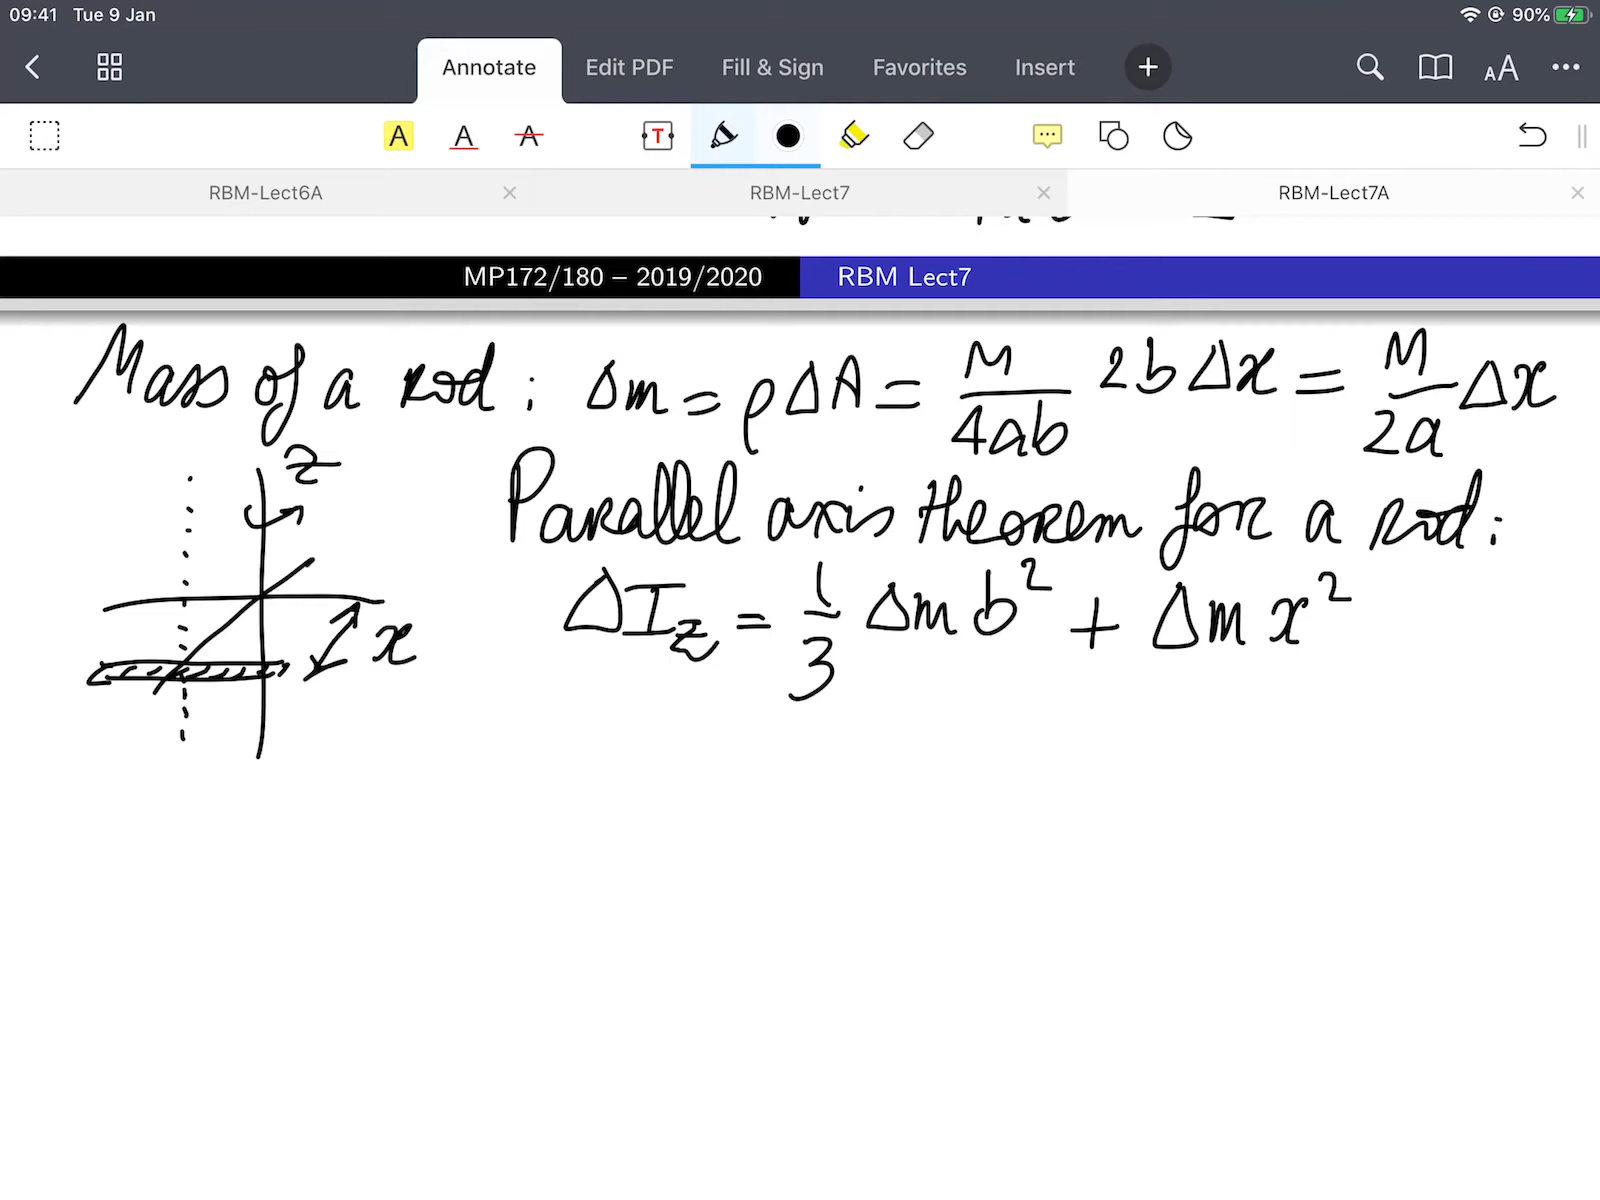 09:41 Tue 9 Jan 90%
Annotate Edit PDF Fill & Sign Favorites Insert
RBM-Lect6A RBM-Lect7 RBM-Lect7A
MP172/180 – 2019/2020 RBM Lect7
Mass of a rod: Δm = ρΔA = M/4ab 2bΔx = M/2a Δx
z
Parallel axis theorem for a rod:
ΔI_z = 1/3 Δm b² + Δm x²
x